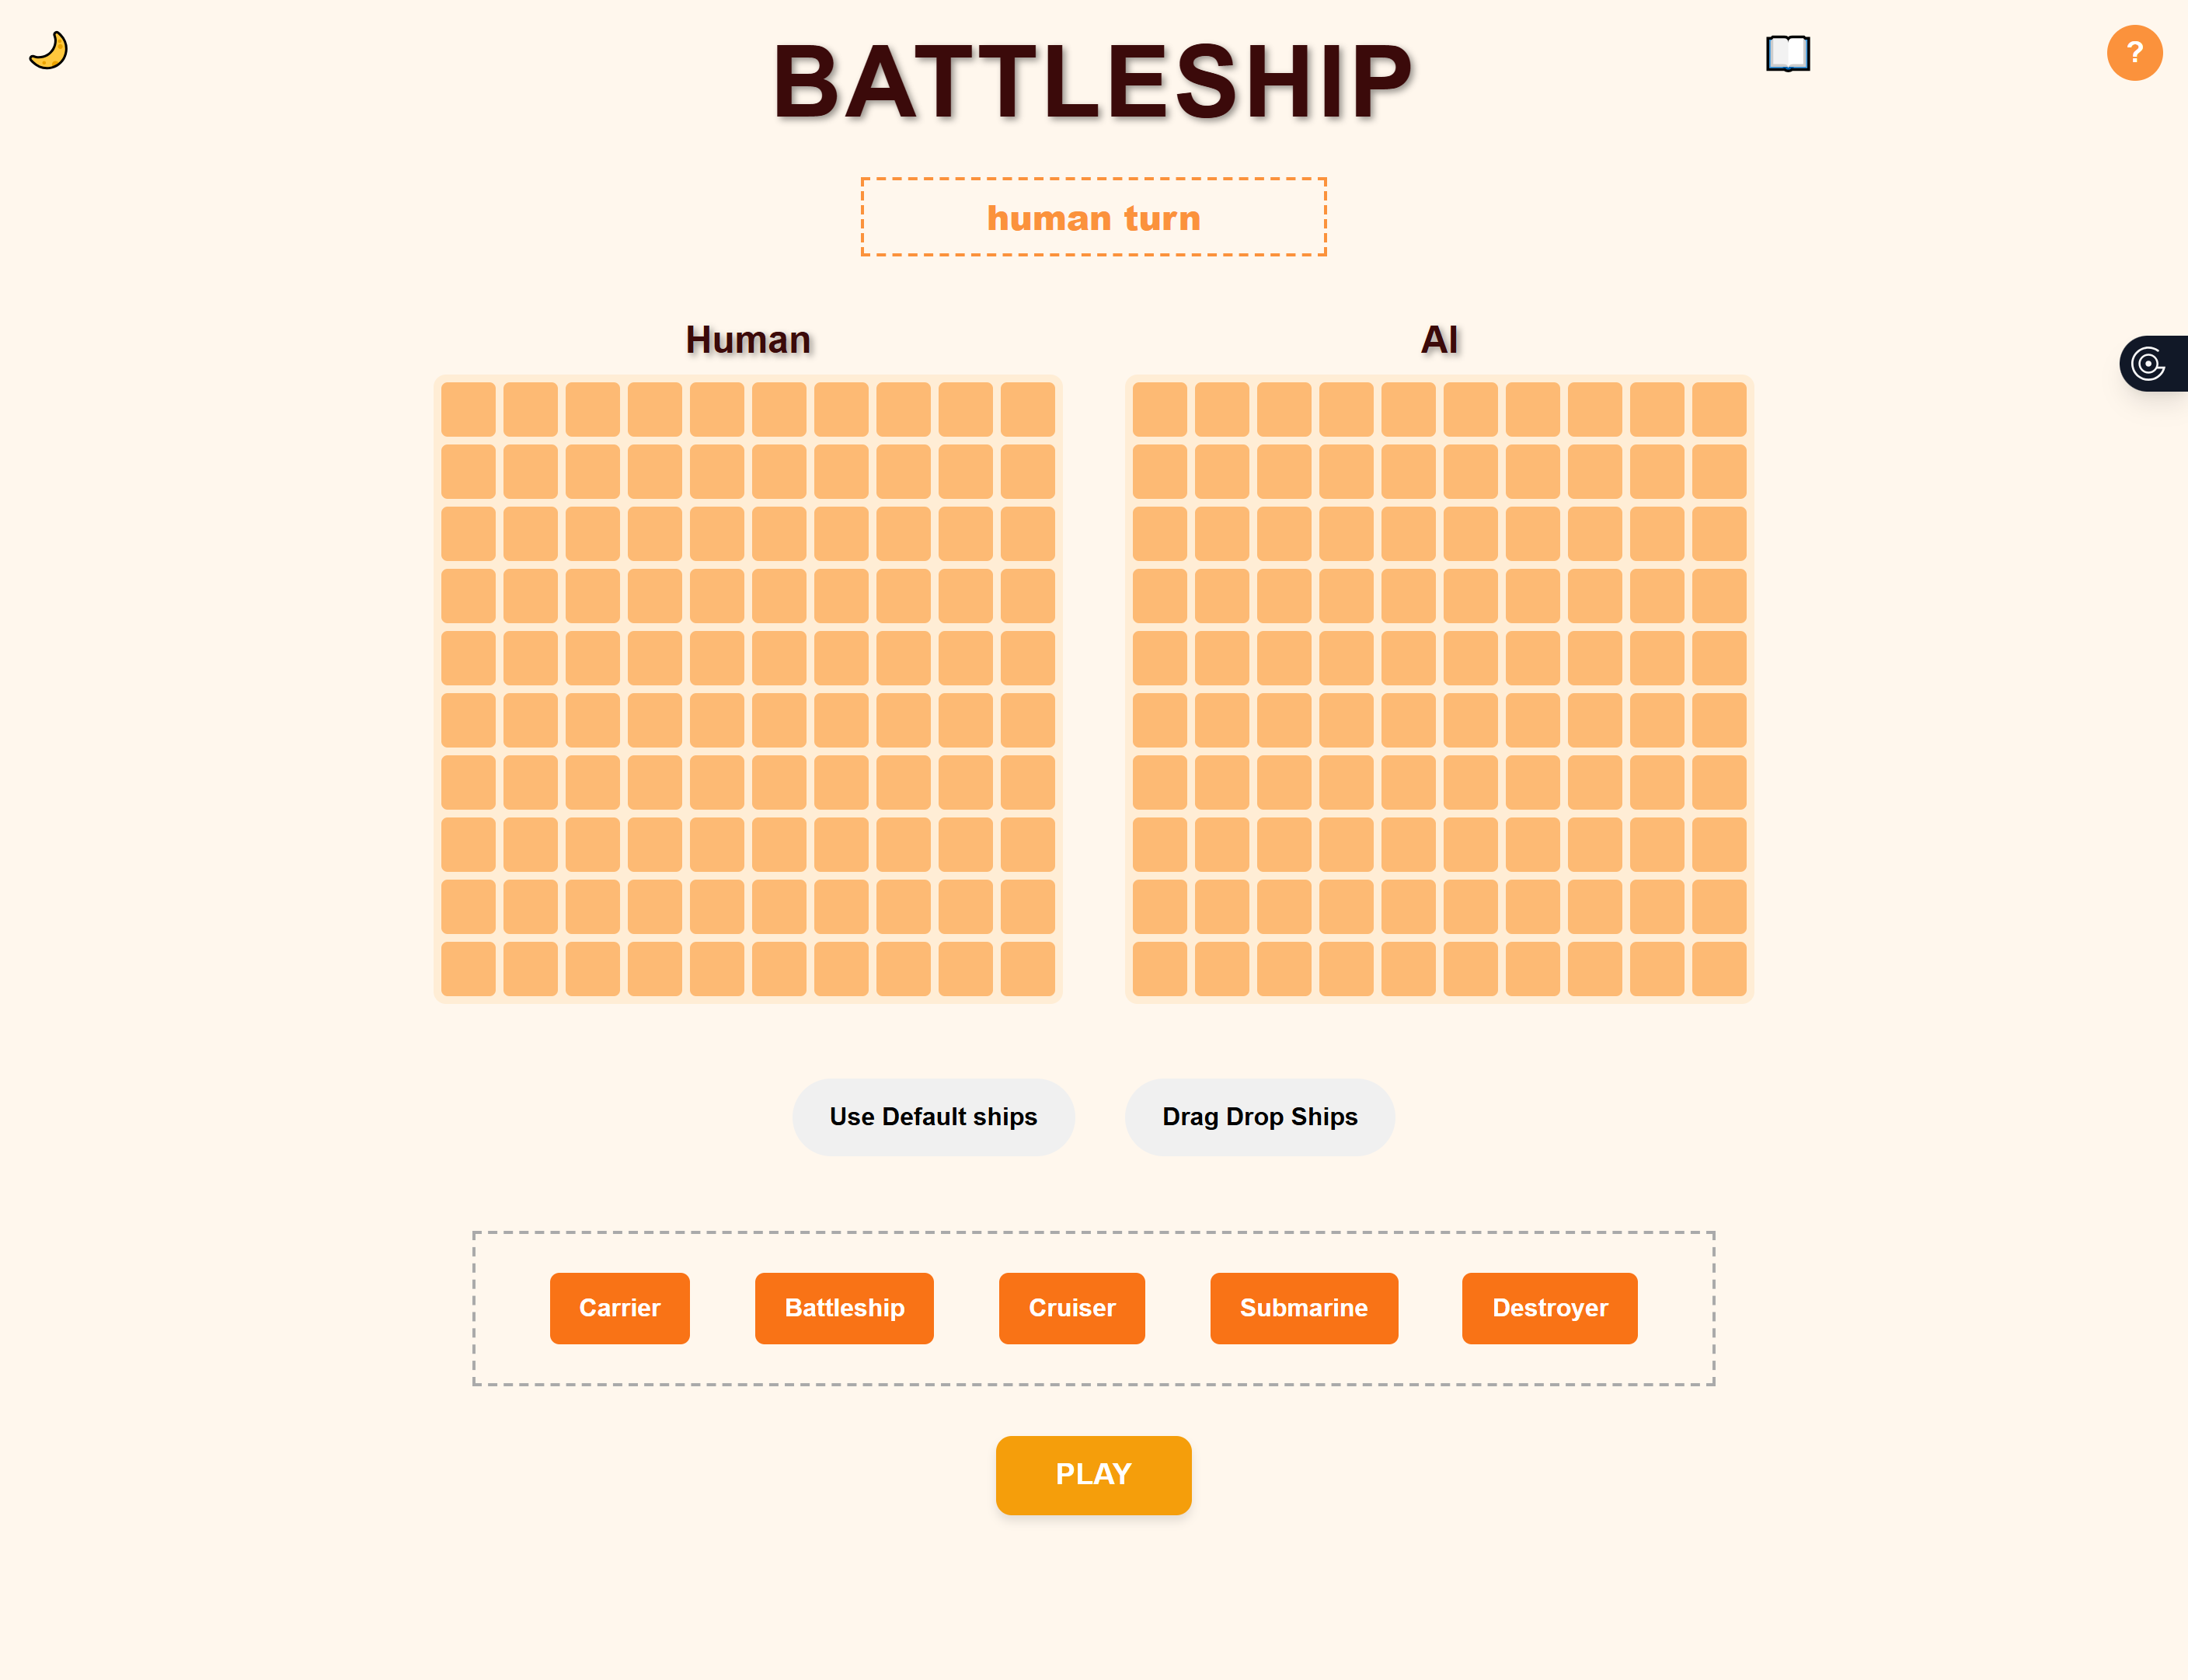 BATTLESHIP
?
human turn
Human
AI
Use Default ships
Drag Drop Ships
Carrier
Battleship
Cruiser
Submarine
Destroyer
PLAY